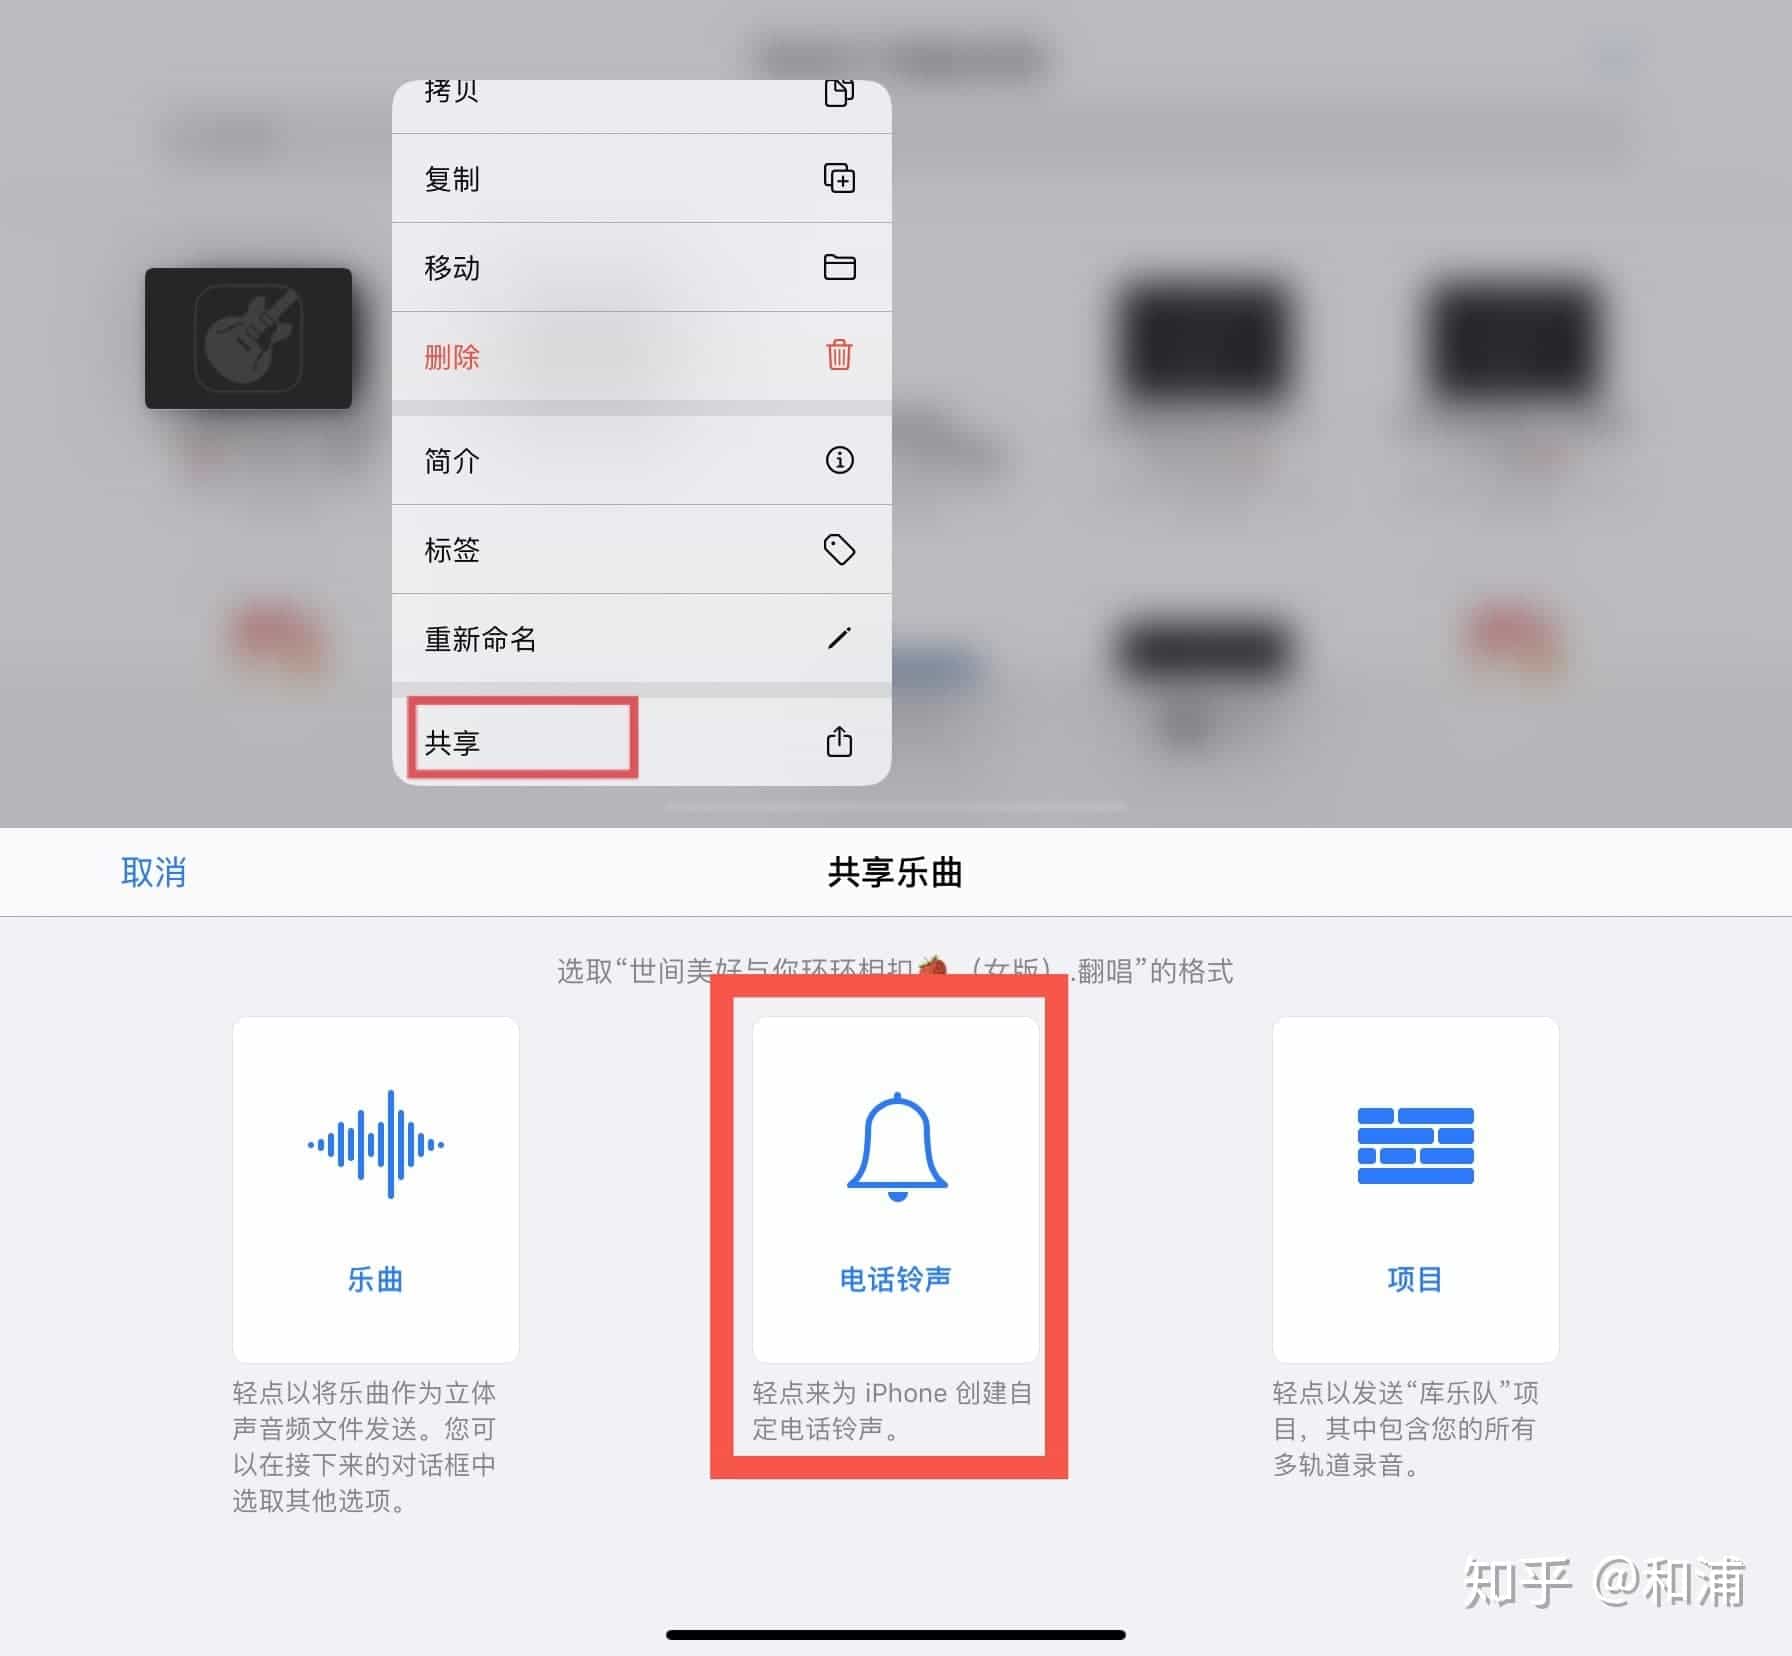 拷贝
复制
移动
删除
简介
标签
重新命名
共享
取消
共享乐曲
选取“世间美好与你环环相扣🍓（女版）.翻唱”的格式
乐曲
电话铃声
项目
轻点以将乐曲作为立体
声音频文件发送。您可
以在接下来的对话框中
选取其他选项。
轻点来为 iPhone 创建自
定电话铃声。
轻点以发送“库乐队”项
目，其中包含您的所有
多轨道录音。
知乎 @和浦